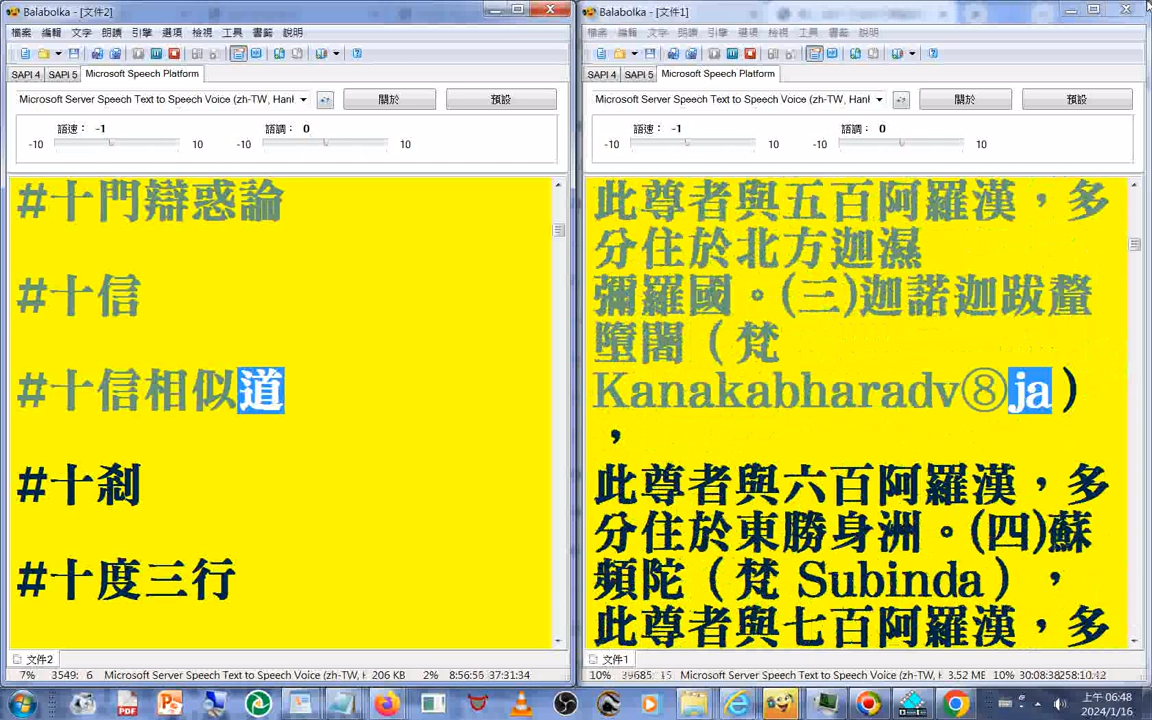 Balabolka - [文件2]
檔案 編輯 文字 朗讀 引擎 選項 檢視 工具 書籤 說明
SAPI 4 SAPI 5 Microsoft Speech Platform
Microsoft Server Speech Text to Speech Voice (zh-TW, Hanl
關於 預設
語速： -1 語調： 0
-10 10 -10 10
#十門辯惑論
#十信
#十信相似道
#十剎
#十度三行
文件2
7% 3549: 6 Microsoft Server Speech Text to Speech Voice (zh-TW, Han 206 KB 2% 8:56:55 37:31:34
Balabolka - [文件1]
檔案 編輯 文字 朗讀 引擎 選項 檢視 工具 書籤 說明
SAPI 4 SAPI 5 Microsoft Speech Platform
Microsoft Server Speech Text to Speech Voice (zh-TW, Hanl
關於 預設
語速： -1 語調： 0
-10 10 -10 10
此尊者與五百阿羅漢，多
分住於北方迦濕
彌羅國。(三)迦諾迦跋釐
墮闍（梵
Kanakabharadv⑧ja）
，
此尊者與六百阿羅漢，多
分住於東勝身洲。(四)蘇
頻陀（梵 Subinda），
此尊者與七百阿羅漢，多
文件1
10% 39685: 15 Microsoft Server Speech Text to Speech Voice (zh-TW, Han 3.52 MB 10% 30:08:38 258:10:42
上午 06:48
2024/1/16